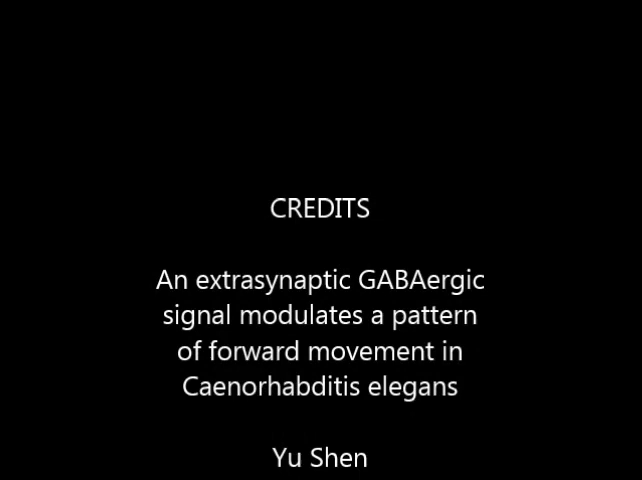 CREDITS
An extrasynaptic GABAergic
signal modulates a pattern
of forward movement in
Caenorhabditis elegans
Yu Shen